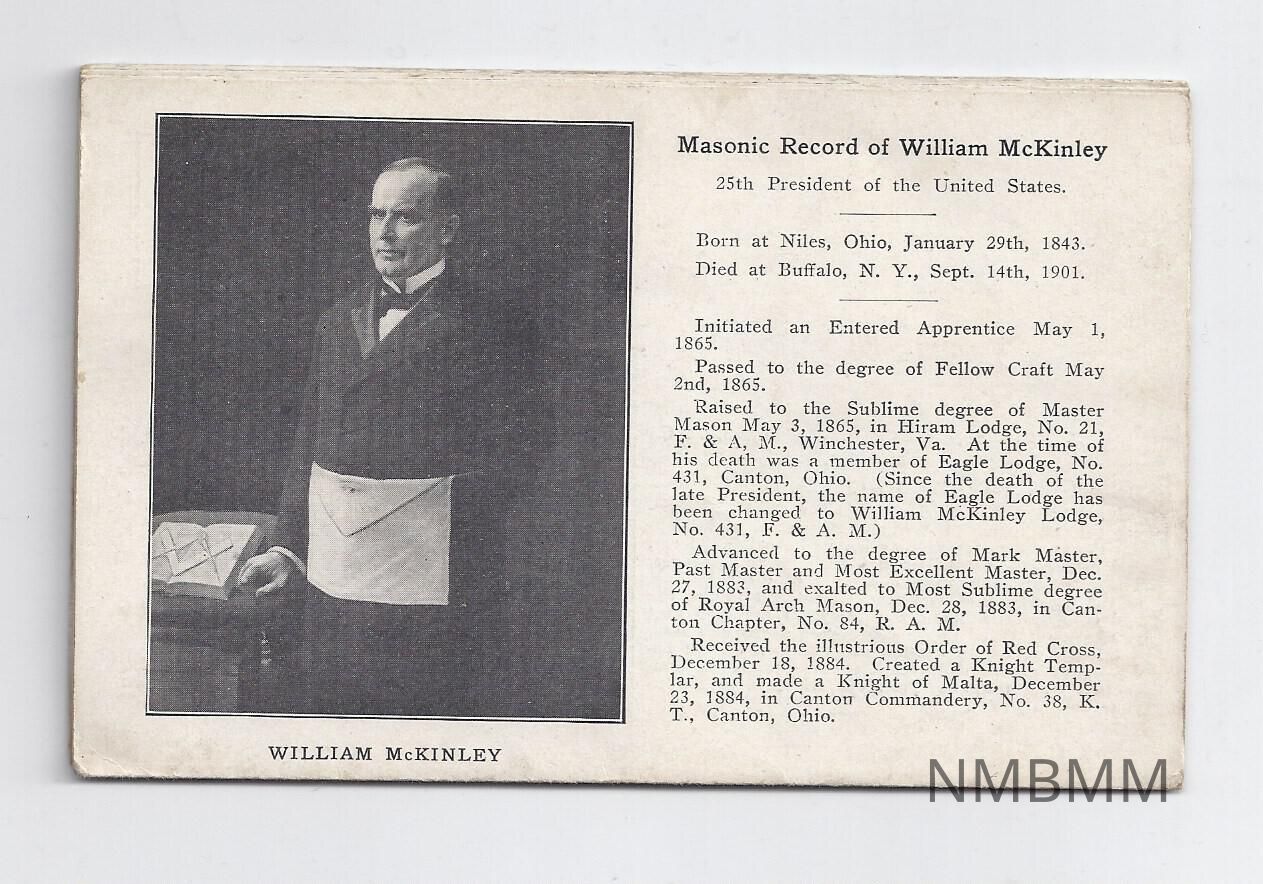 Masonic Record of William McKinley
25th President of the United States.
Born at Niles, Ohio, January 29th, 1843.
Died at Buffalo, N. Y., Sept. 14th, 1901.
Initiated an Entered Apprentice May 1,
1865.
Passed to the degree of Fellow Craft May
2nd, 1865.
Raised to the Sublime degree of Master
Mason May 3, 1865, in Hiram Lodge, No. 21,
F. & A, M., Winchester, Va. At the time of
his death was a member of Eagle Lodge, No.
431, Canton, Ohio. (Since the death of the
late President, the name of Eagle Lodge has
been changed to William McKinley Lodge,
No. 431, F. & A. M.)
Advanced to the degree of Mark Master,
Past Master and Most Excellent Master, Dec.
27, 1883, and exalted to Most Sublime degree
of Royal Arch Mason, Dec. 28, 1883, in Can-
ton Chapter, No. 84, R. A. M.
Received the illustrious Order of Red Cross,
December 18, 1884. Created a Knight Temp-
lar, and made a Knight of Malta, December
23, 1884, in Canton Commandery, No. 38, K.
T., Canton, Ohio.
WILLIAM McKINLEY
NMBMM